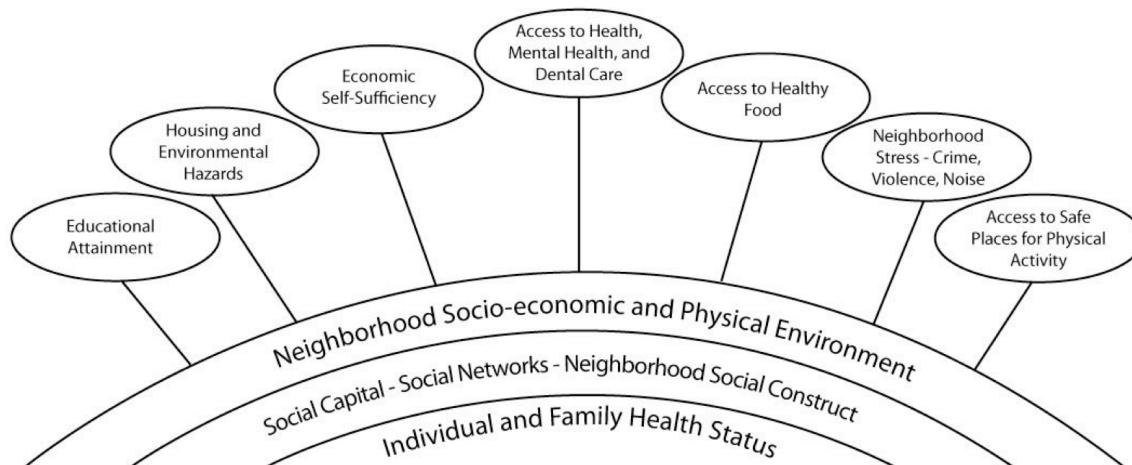 Educational
Attainment
Housing and
Environmental
Hazards
Economic
Self-Sufficiency
Access to Health,
Mental Health, and
Dental Care
Access to Healthy
Food
Neighborhood
Stress - Crime,
Violence, Noise
Access to Safe
Places for Physical
Activity
Neighborhood Socio-economic and Physical Environment
Social Capital - Social Networks - Neighborhood Social Construct
Individual and Family Health Status